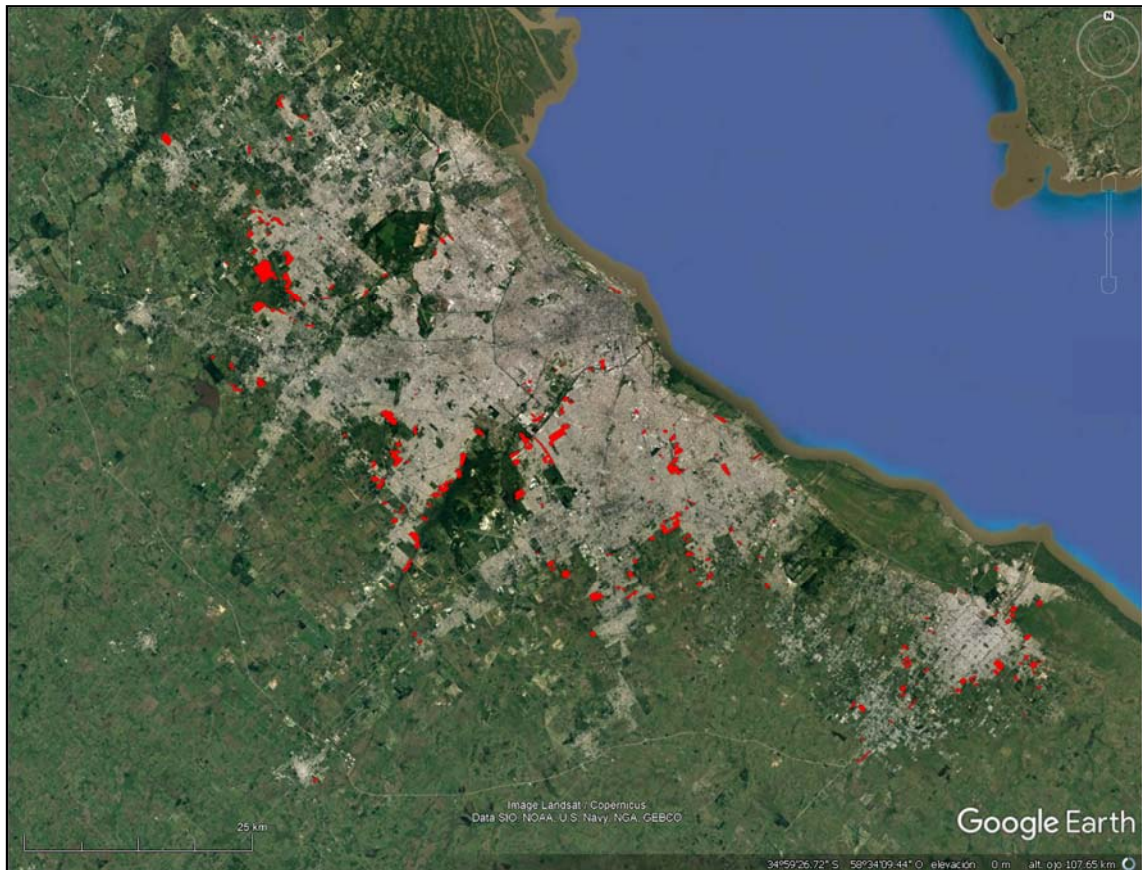 N
Image Landsat / Copernicus
Data SIO, NOAA, U.S. Navy, NGA, GEBCO
25 km
Google Earth
34°59'26.72" S 58°34'09.44" O elevación 0 m alt. ojo 107.65 km